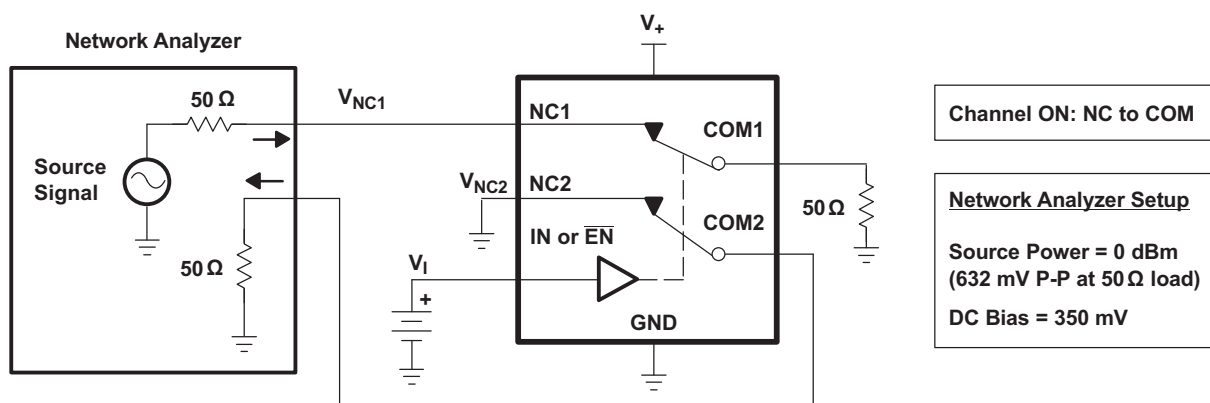 Network Analyzer
50 Ω
Source
Signal
50 Ω
V_NC1
V_NC2
V_I
+
V_+
NC1
NC2
COM1
COM2
IN or E̅N̅
GND
50 Ω
Channel ON: NC to COM
Network Analyzer Setup
Source Power = 0 dBm
(632 mV P-P at 50 Ω load)
DC Bias = 350 mV